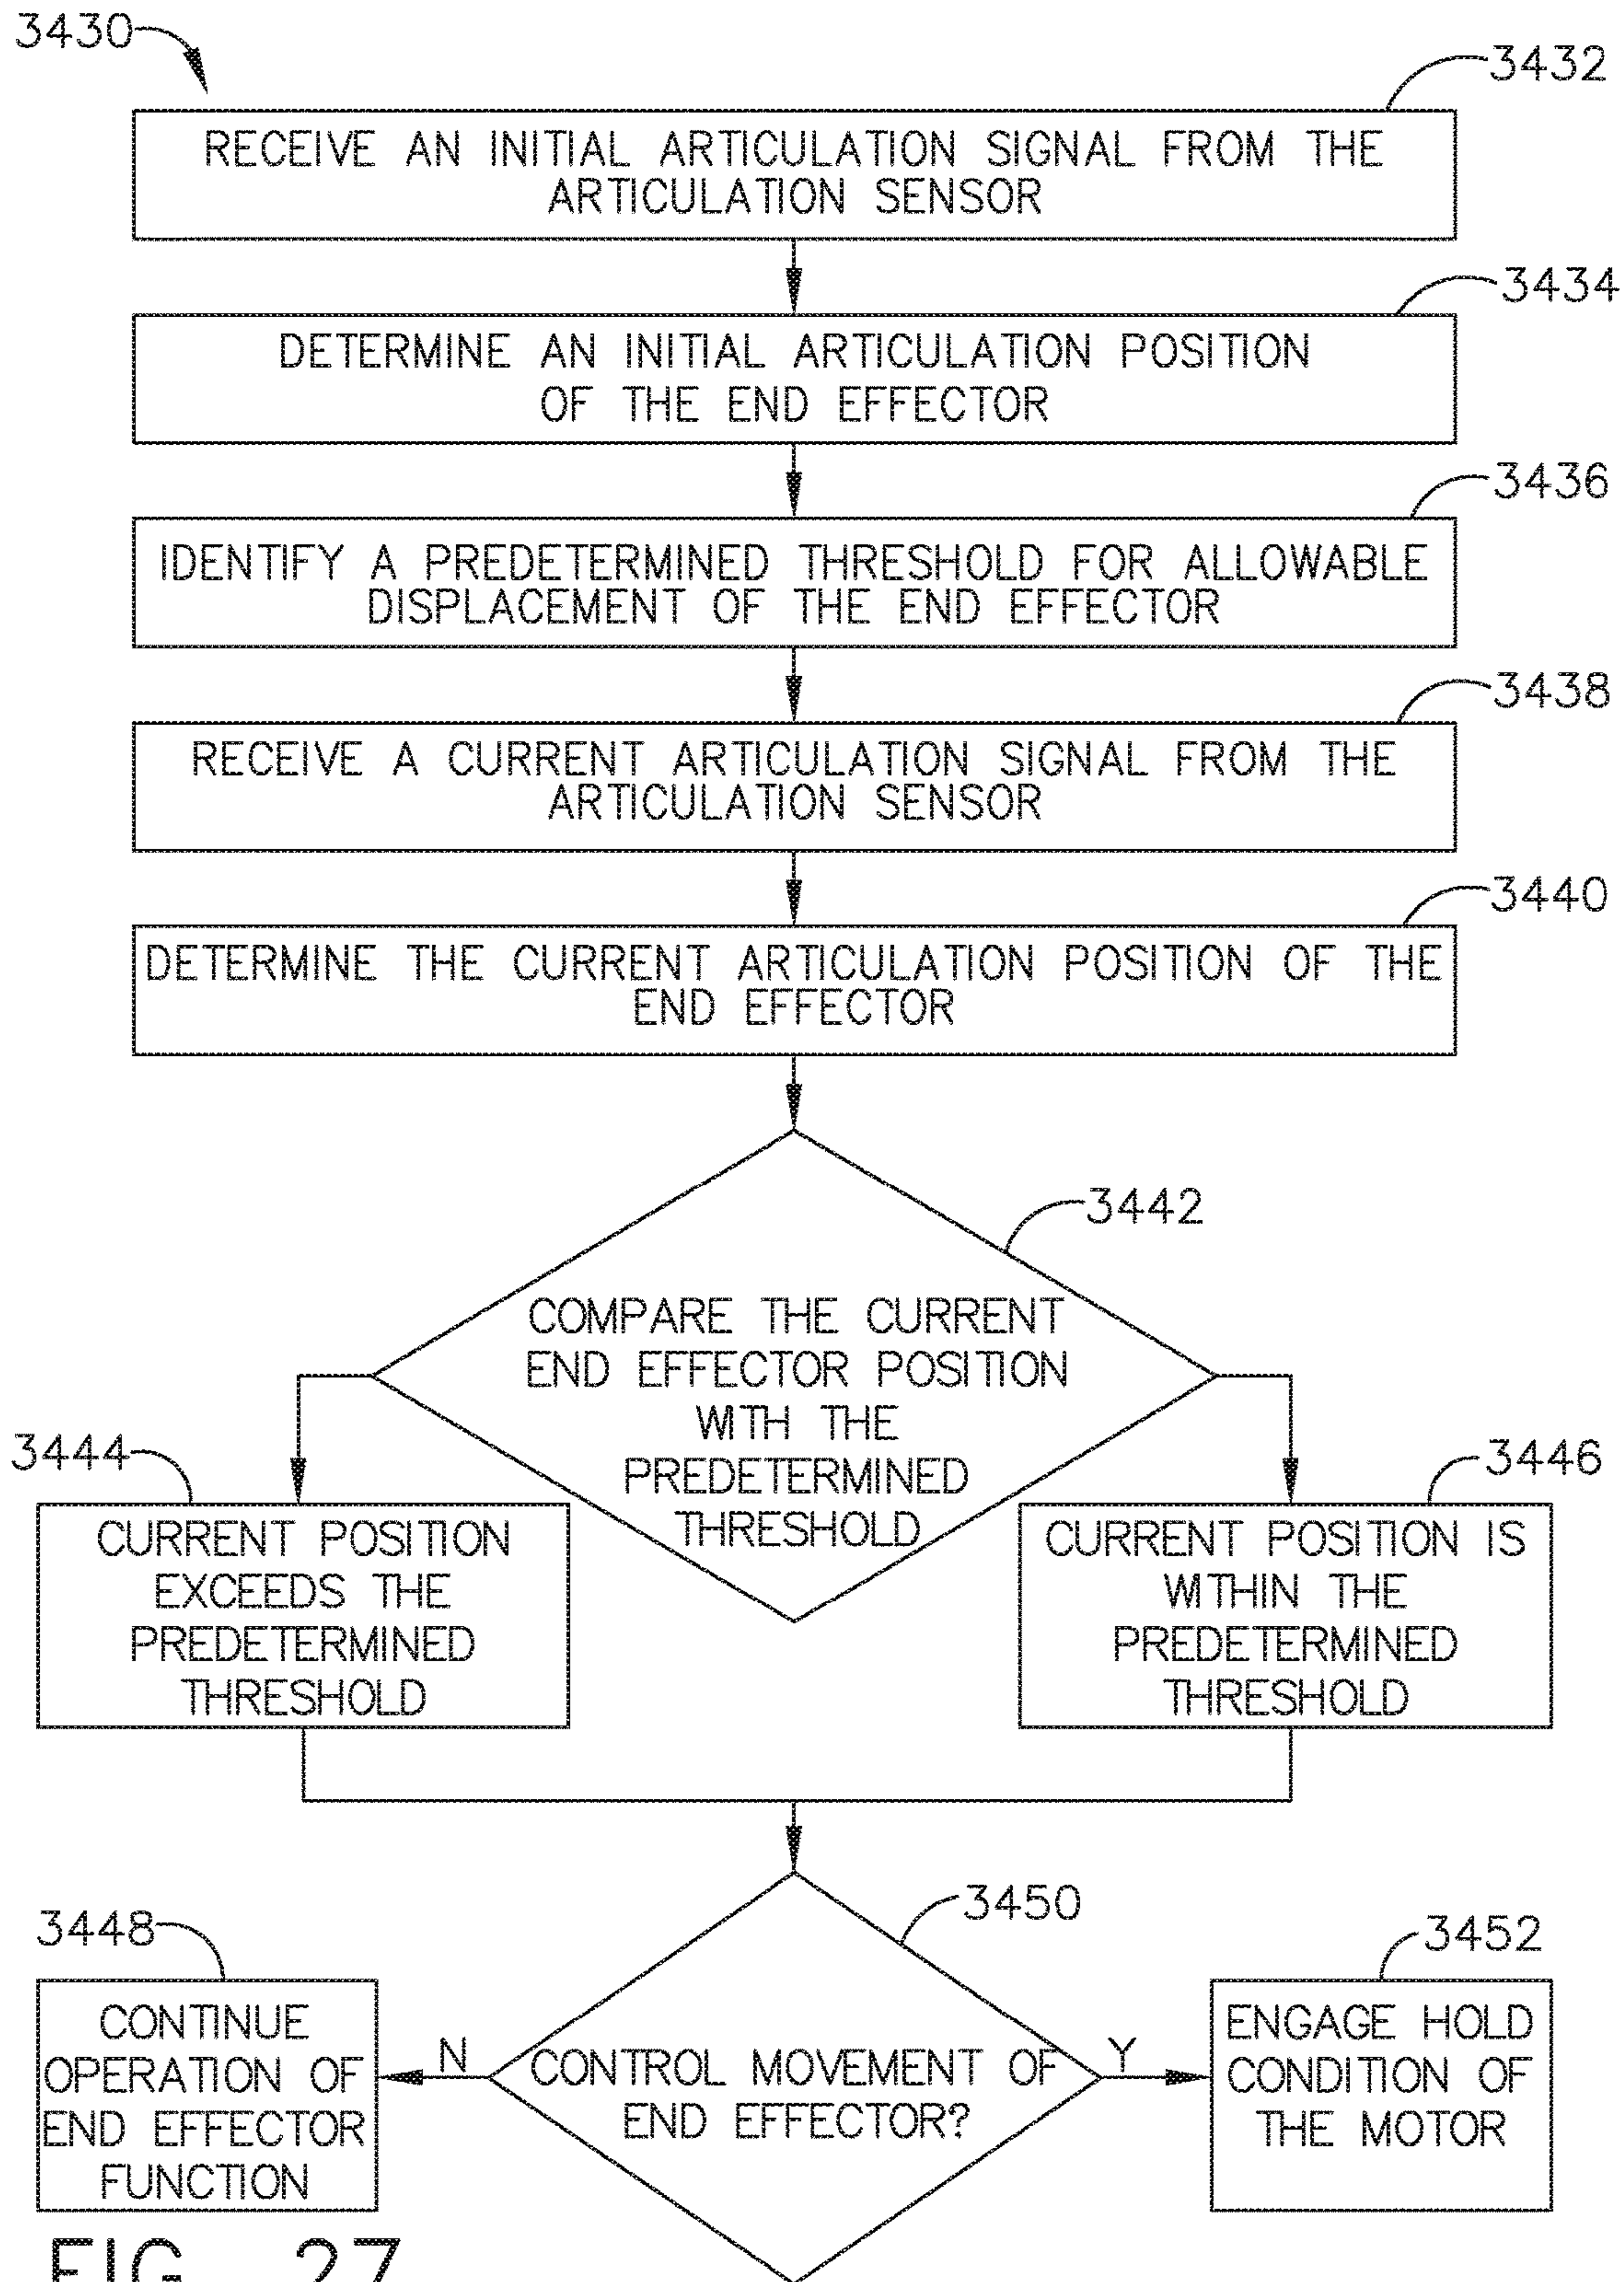 3430
3432
RECEIVE AN INITIAL ARTICULATION SIGNAL FROM THE
ARTICULATION SENSOR
3434
DETERMINE AN INITIAL ARTICULATION POSITION
OF THE END EFFECTOR
3436
IDENTIFY A PREDETERMINED THRESHOLD FOR ALLOWABLE
DISPLACEMENT OF THE END EFFECTOR
3438
RECEIVE A CURRENT ARTICULATION SIGNAL FROM THE
ARTICULATION SENSOR
3440
DETERMINE THE CURRENT ARTICULATION POSITION OF THE
END EFFECTOR
3442
COMPARE THE CURRENT
END EFFECTOR POSITION
WITH THE
PREDETERMINED
THRESHOLD
3444
CURRENT POSITION
EXCEEDS THE
PREDETERMINED
THRESHOLD
3446
CURRENT POSITION IS
WITHIN THE
PREDETERMINED
THRESHOLD
3450
CONTROL MOVEMENT OF
END EFFECTOR?
3448
N
CONTINUE
OPERATION OF
END EFFECTOR
FUNCTION
Y
3452
ENGAGE HOLD
CONDITION OF
THE MOTOR
FIG. 27